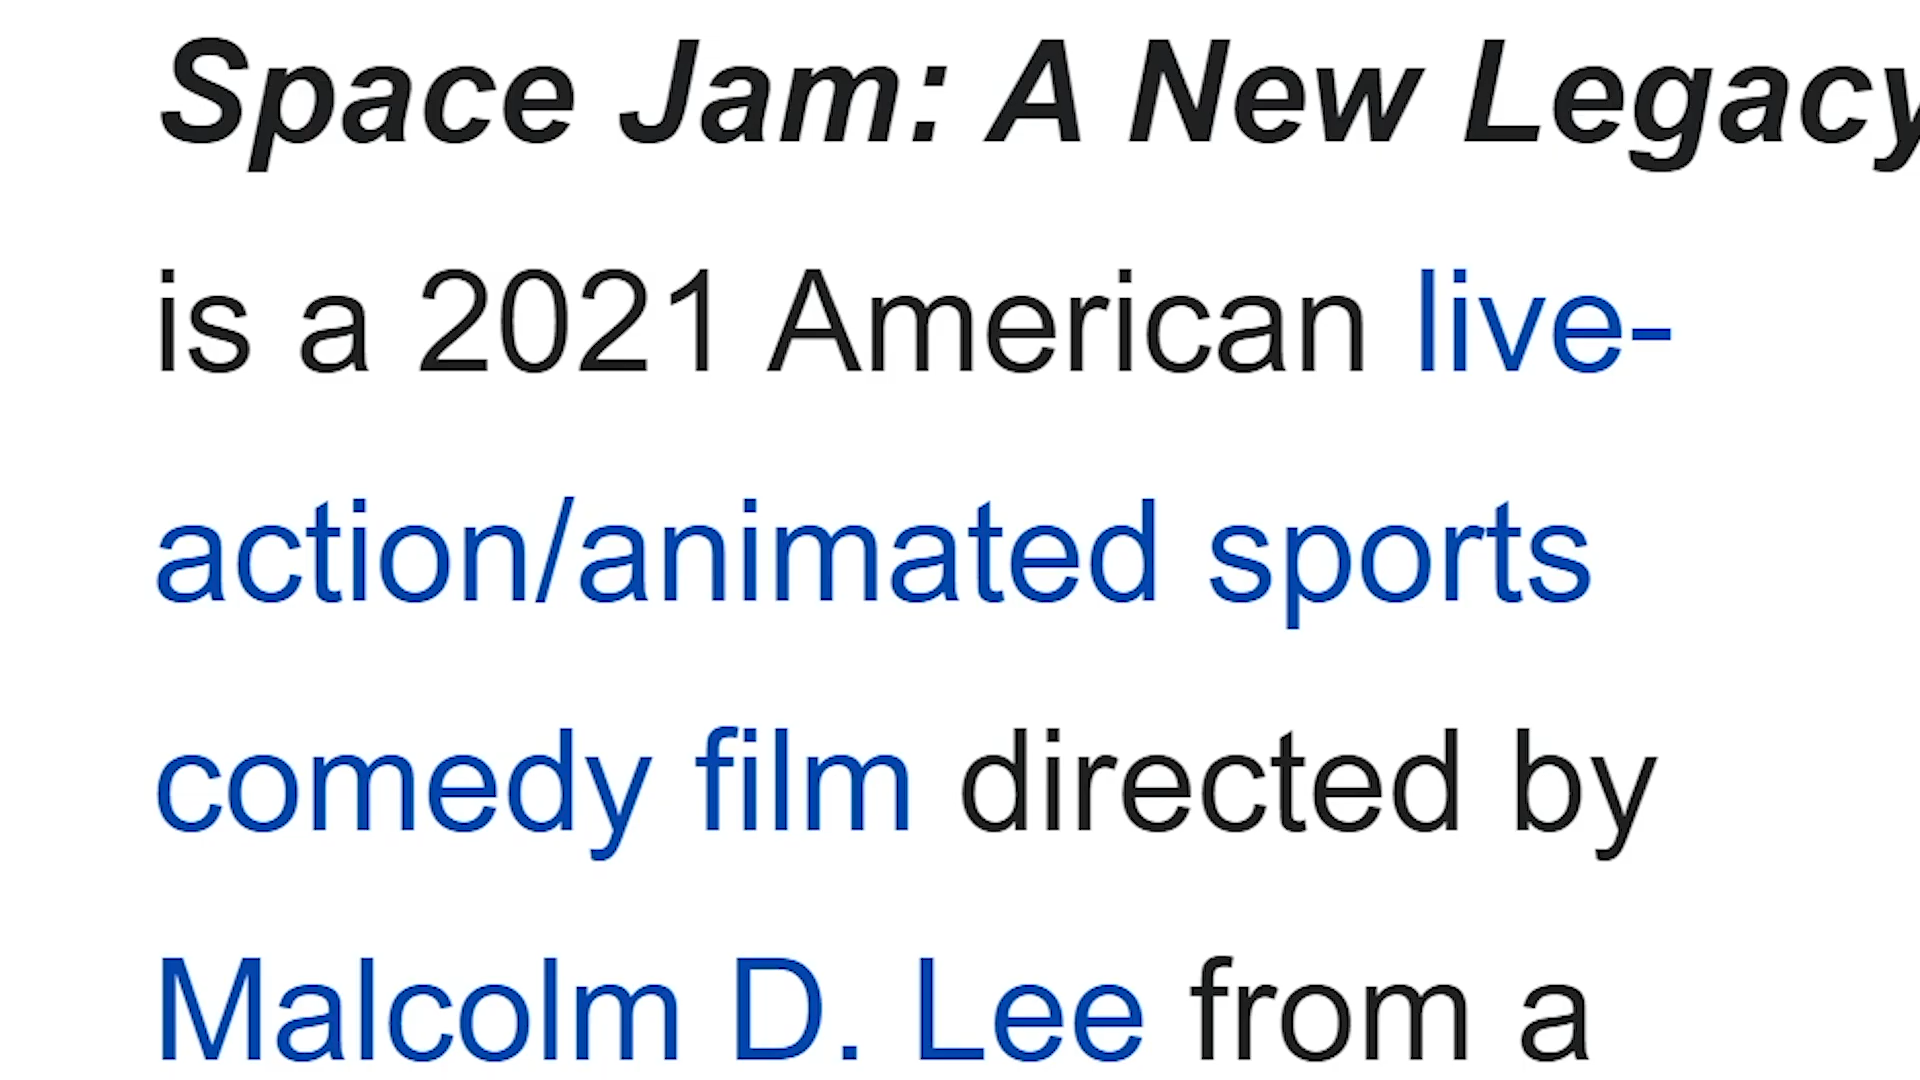 Space Jam: A New Legacy
is a 2021 American live-
action/animated sports
comedy film directed by
Malcolm D. Lee from a